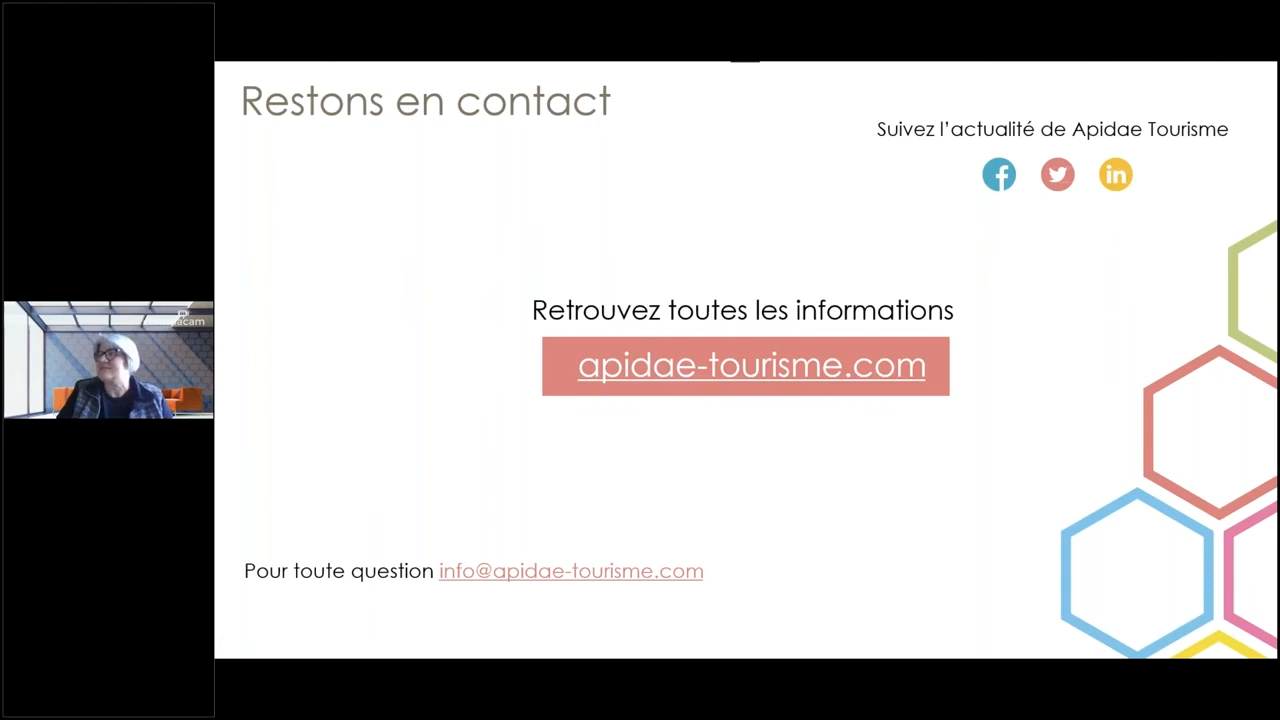 Restons en contact
Suivez l'actualité de Apidae Tourisme
Retrouvez toutes les informations
apidae-tourisme.com
Pour toute question info@apidae-tourisme.com